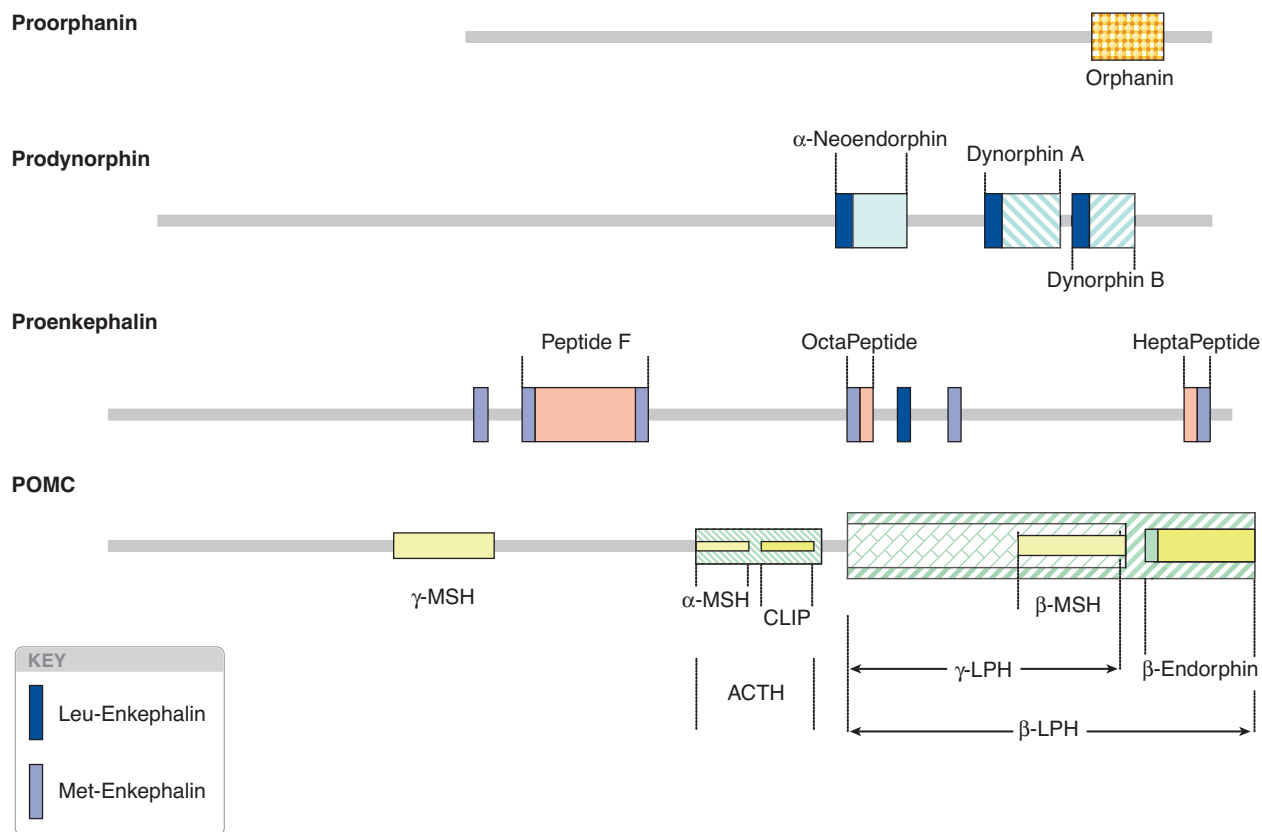 Proorphanin
Orphanin
Prodynorphin
α-Neoendorphin
Dynorphin A
Dynorphin B
Proenkephalin
Peptide F
OctaPeptide
HeptaPeptide
POMC
γ-MSH
α-MSH
CLIP
β-MSH
ACTH
γ-LPH
β-Endorphin
β-LPH
KEY
Leu-Enkephalin
Met-Enkephalin